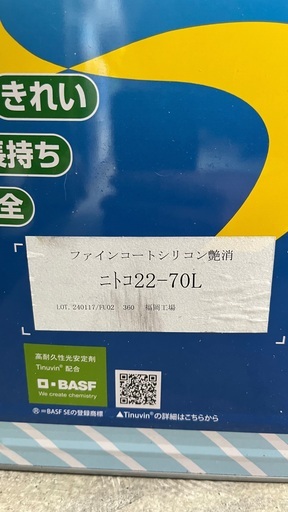 きれい
長持ち
全
ファインコートシリコン艶消
ニトコ22-70L
LOT. 240117/FU02 360 福岡工場
高耐久性光安定剤
Tinuvin® 配合
BASF
We create chemistry
®=BASF SEの登録商標
▲Tinuvin®の詳細はこちらから